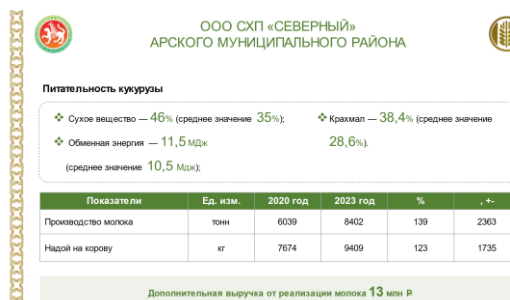 ООО СХП «СЕВЕРНЫЙ»
АРСКОГО МУНИЦИПАЛЬНОГО РАЙОНА
Питательность кукурузы
Сухое вещество — 46% (среднее значение 35%);
Обменная энергия — 11,5 МДж
(среднее значение 10,5 Мдж);
Крахмал — 38,4% (среднее значение
28,6%).
Показатели Ед. изм. 2020 год 2023 год % , +-
Производство молока тонн 6039 8402 139 2363
Надой на корову кг 7674 9409 123 1735
Дополнительная выручка от реализации молока 13 млн ₽